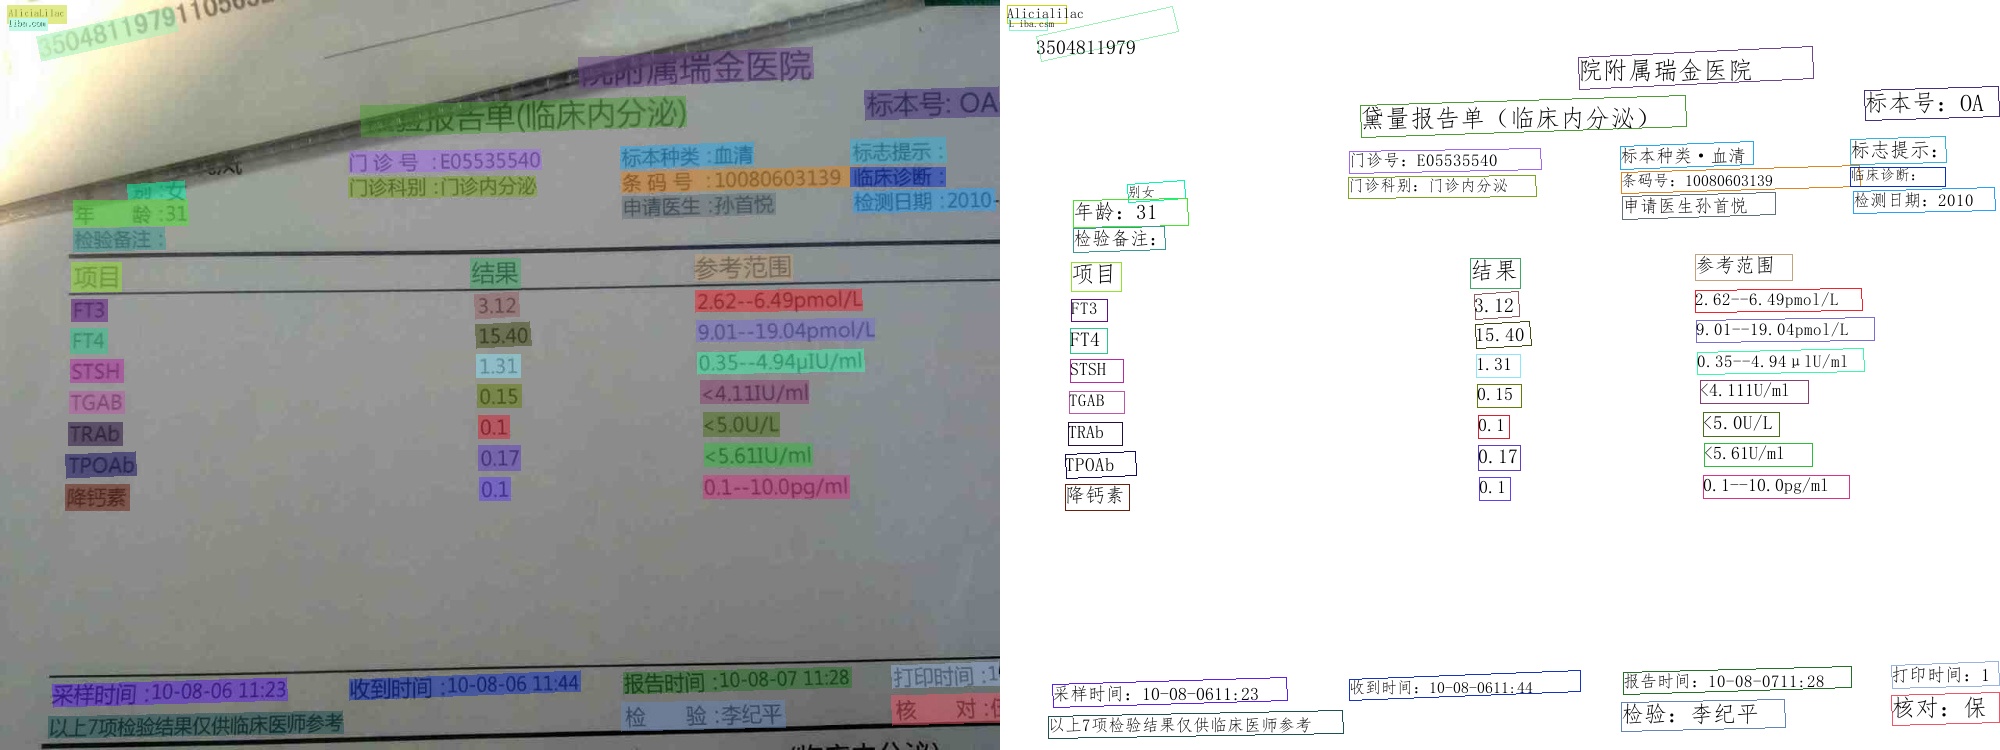 AliciaLilac
Liba.com
3504811979110563
院附属瑞金医院
验报告单(临床内分泌)
标本号: OA
门 诊 号 :E05535540
标本种类 :血清
标志提示 :
别 :女
门诊科别 :门诊内分泌
条 码 号 :10080603139
临床诊断 :
年 龄 :31
申请医生 :孙首悦
检测日期 :2010-
检验备注 :
项目 结果 参考范围
FT3 3.12 2.62--6.49pmol/L
FT4 15.40 9.01--19.04pmol/L
STSH 1.31 0.35--4.94μIU/ml
TGAB 0.15 <4.11IU/ml
TRAb 0.1 <5.0U/L
TPOAb 0.17 <5.61IU/ml
降钙素 0.1 0.1--10.0pg/ml
采样时间 :10-08-06 11:23
收到时间 :10-08-06 11:44
报告时间 :10-08-07 11:28
打印时间 :1
以上7项检验结果仅供临床医师参考
检 验 :李纪平
核 对 :
(临床内分泌)
Alicialilac
L iba.csm
3504811979
院附属瑞金医院
黛量报告单（临床内分泌）
标本号: OA
门诊号: E05535540
标本种类·血清
标志提示:
别女
门诊科别: 门诊内分泌
条码号: 10080603139
临床诊断:
年龄: 31
申请医生孙首悦
检测日期: 2010
检验备注:
项目 结果 参考范围
FT3 3.12 2.62--6.49pmol/L
FT4 15.40 9.01--19.04pmol/L
STSH 1.31 0.35--4.94μlU/ml
TGAB 0.15 <4.111U/ml
TRAb 0.1 <5.0U/L
TPOAb 0.17 <5.61U/ml
降钙素 0.1 0.1--10.0pg/ml
采样时间: 10-08-0611:23
收到时间: 10-08-0611:44
报告时间: 10-08-0711:28
打印时间: 1
以上7项检验结果仅供临床医师参考
检验: 李纪平
核对: 保